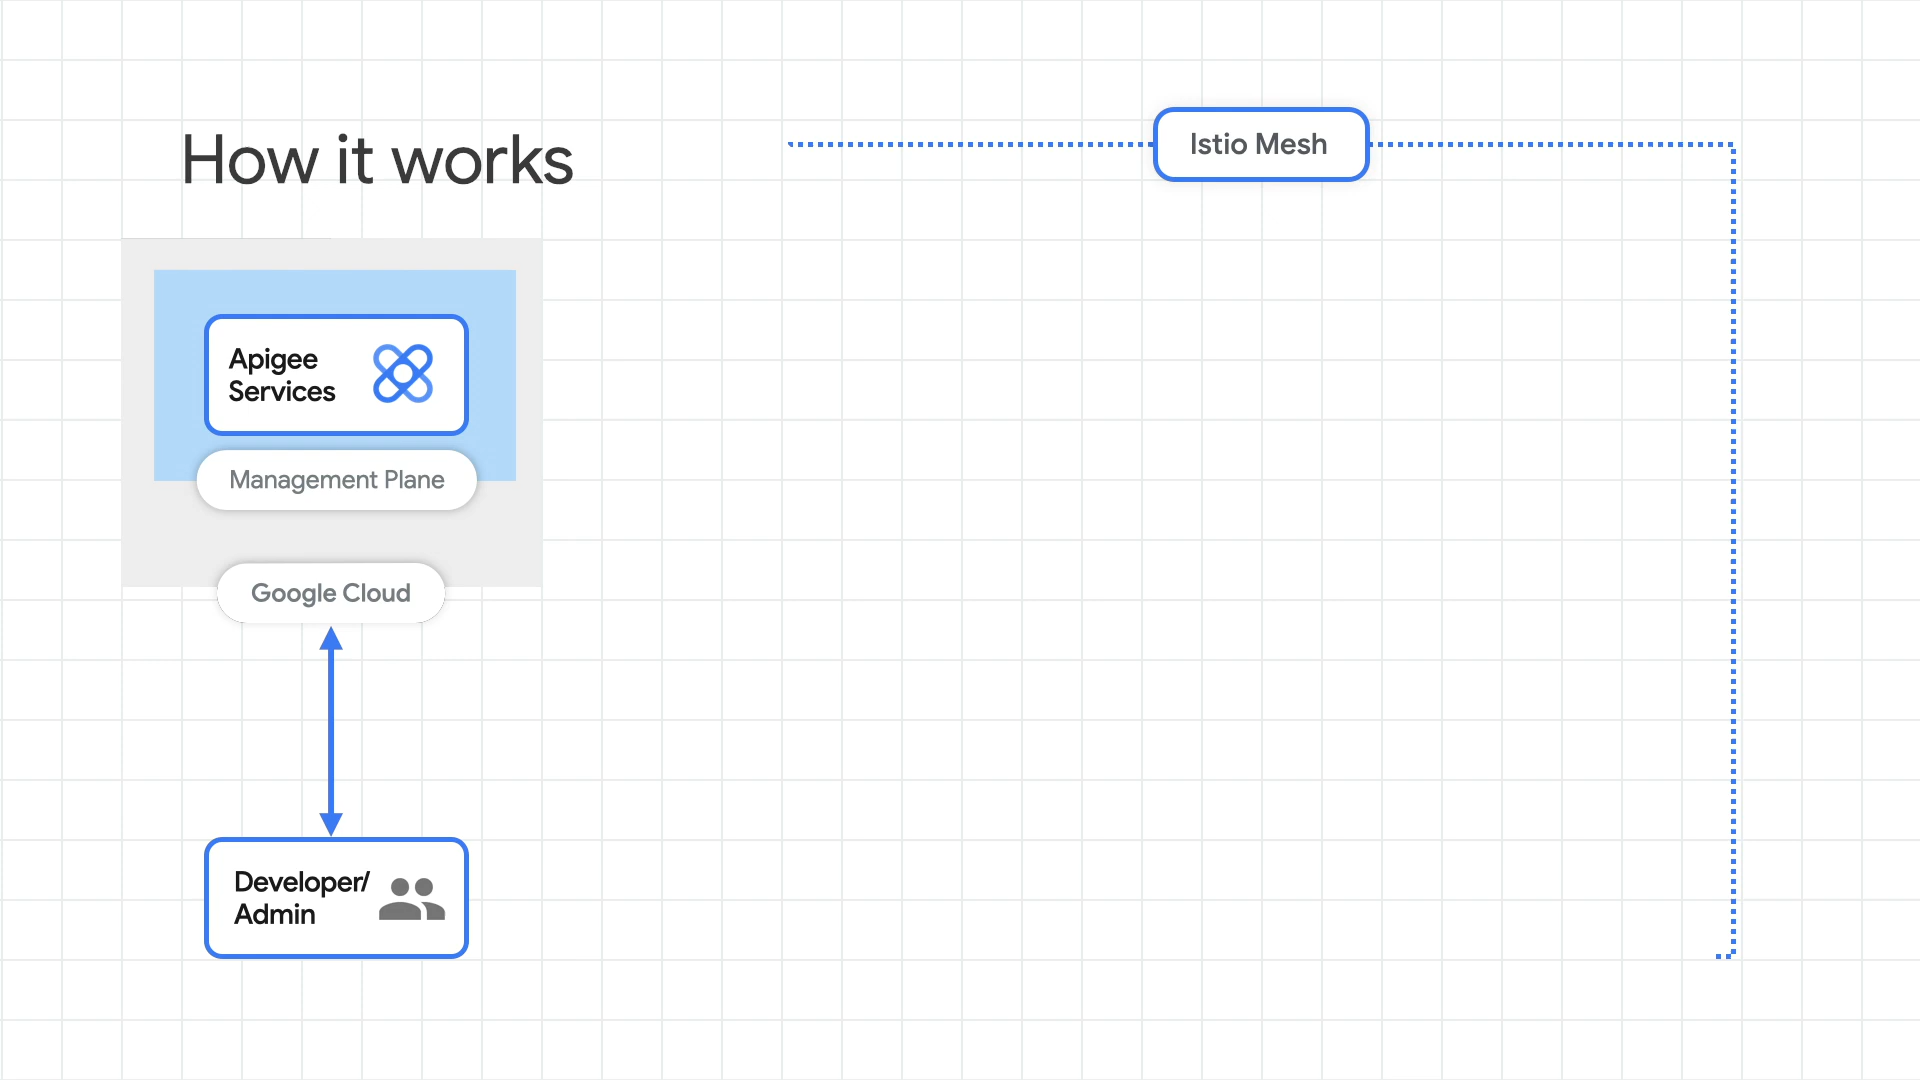 How it works
Istio Mesh
Apigee
Services
Management Plane
Google Cloud
Developer/
Admin